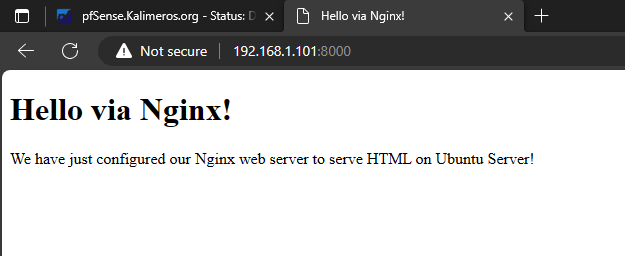 pfSense.Kalimeros.org - Status: D
Hello via Nginx!
Not secure
192.168.1.101:8000
Hello via Nginx!
We have just configured our Nginx web server to serve HTML on Ubuntu Server!